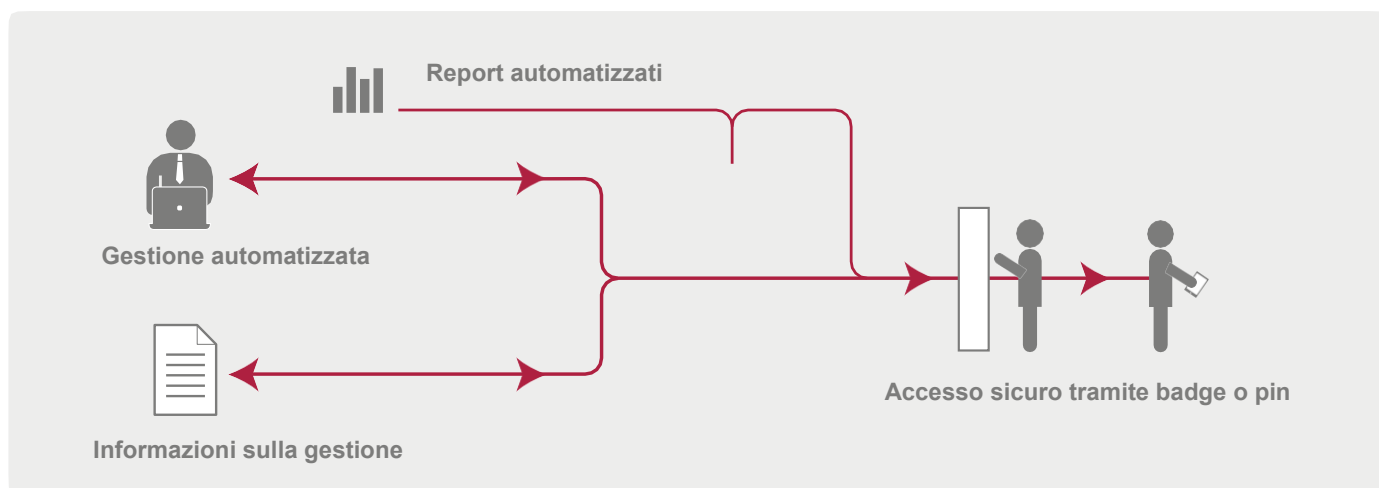 Report automatizzati
Gestione automatizzata
Accesso sicuro tramite badge o pin
Informazioni sulla gestione